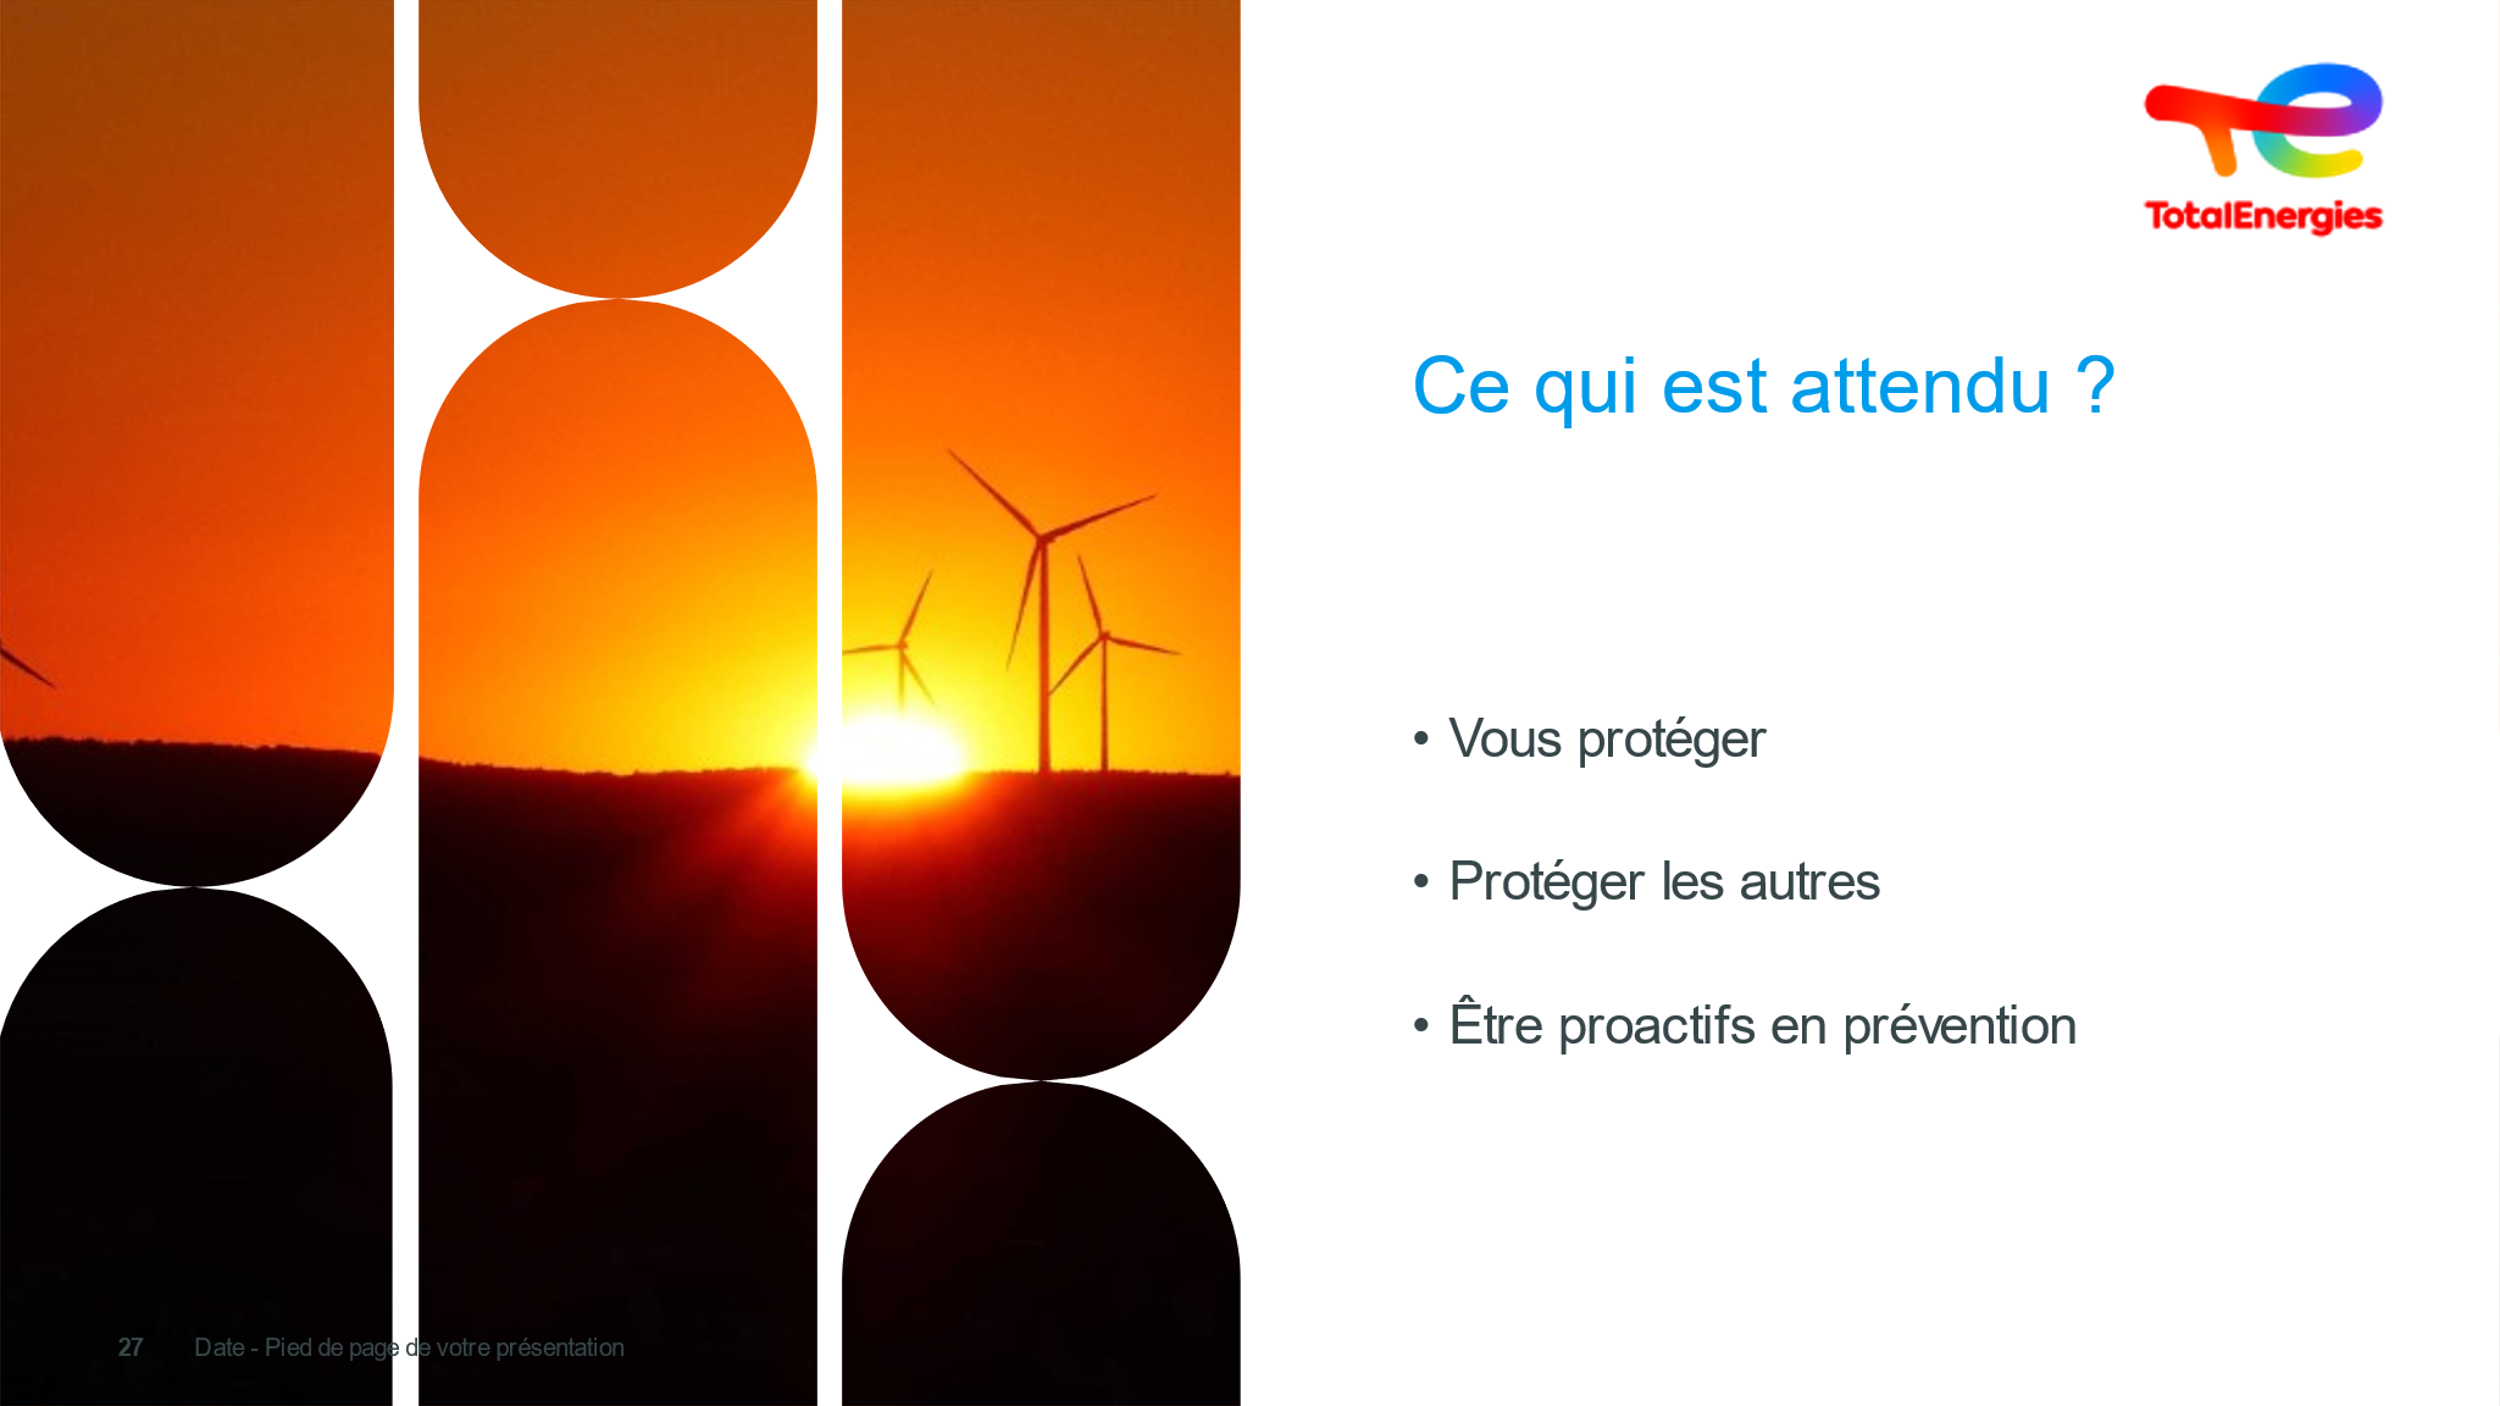 TotalEnergies
Ce qui est attendu ?
• Vous protéger
• Protéger les autres
• Être proactifs en prévention
27 Date - Pied de page de votre présentation